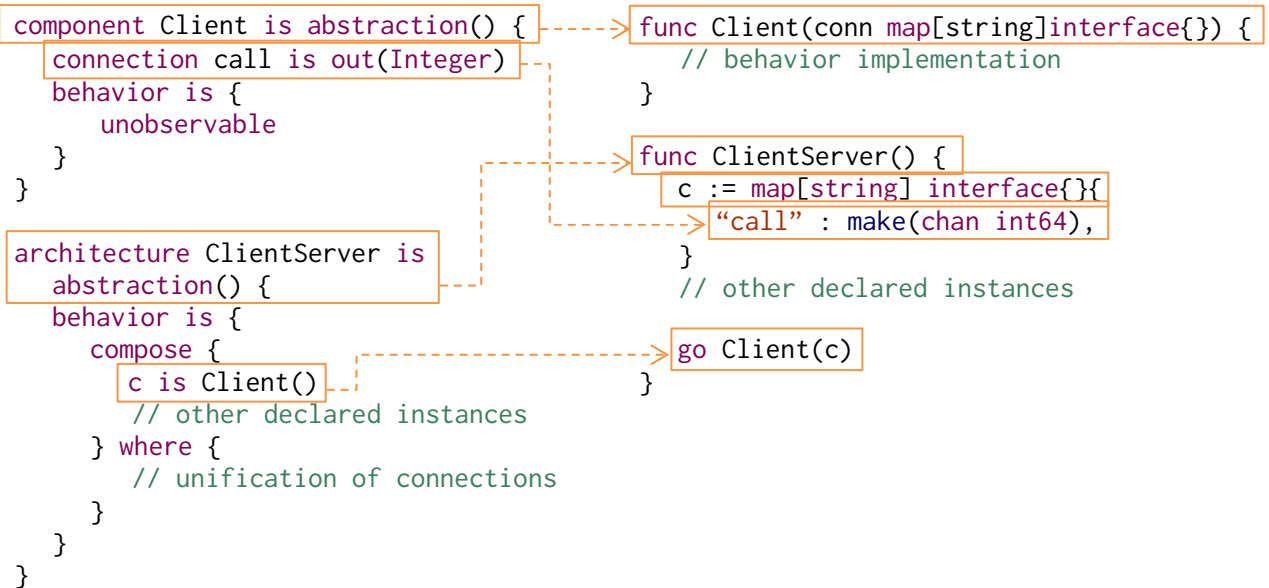 component Client is abstraction() {
connection call is out(Integer)
behavior is {
unobservable
}
}
architecture ClientServer is
abstraction() {
behavior is {
compose {
c is Client()
// other declared instances
} where {
// unification of connections
}
}
}
func Client(conn map[string]interface{}) {
// behavior implementation
}
func ClientServer() {
c := map[string] interface{}{
“call” : make(chan int64),
}
// other declared instances
go Client(c)
}